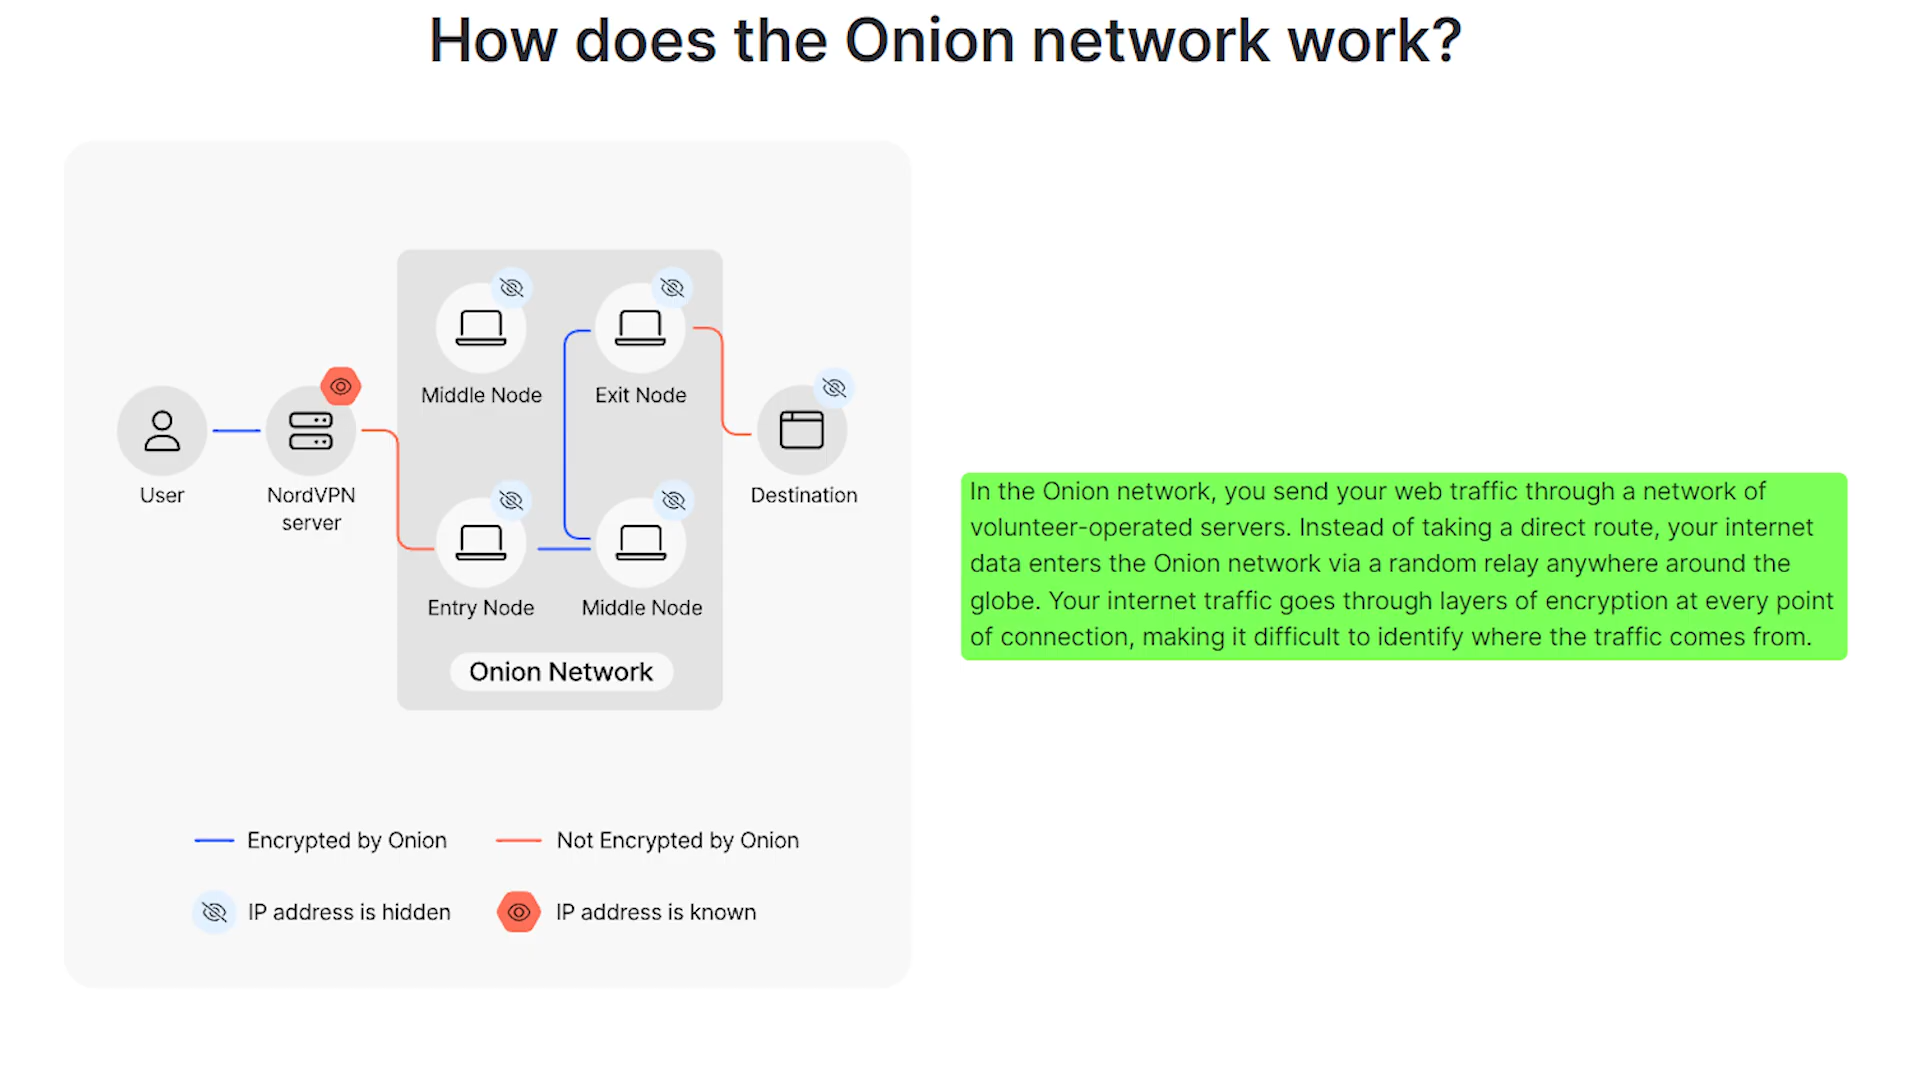 How does the Onion network work?
Middle Node
Exit Node
User
NordVPN
server
Destination
Entry Node
Middle Node
Onion Network
Encrypted by Onion
Not Encrypted by Onion
IP address is hidden
IP address is known
In the Onion network, you send your web traffic through a network of
volunteer-operated servers. Instead of taking a direct route, your internet
data enters the Onion network via a random relay anywhere around the
globe. Your internet traffic goes through layers of encryption at every point
of connection, making it difficult to identify where the traffic comes from.